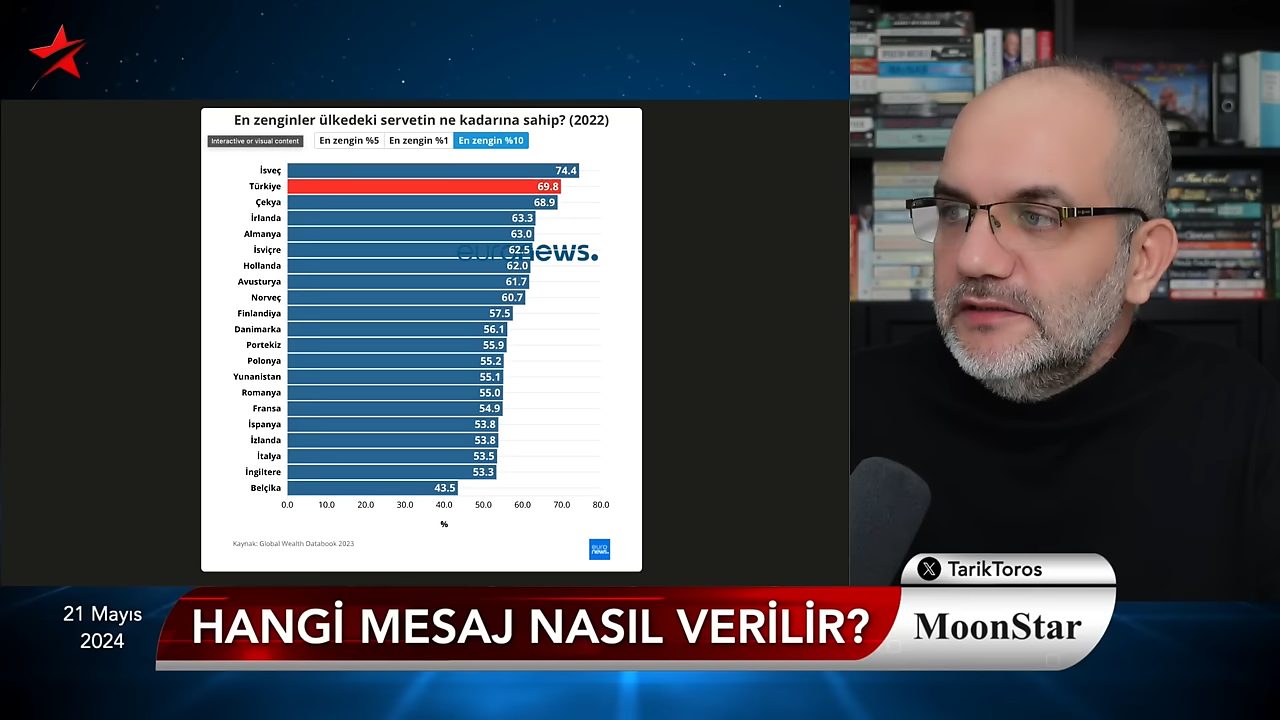 En zenginler ülkedeki servetin ne kadarına sahip? (2022)
Interactive or visual content
En zengin %5 En zengin %1 En zengin %10
İsveç 74.4
Türkiye 69.8
Çekya 68.9
İrlanda 63.3
Almanya 63.0
İsviçre 62.5
euronews.
Hollanda 62.0
Avusturya 61.7
Norveç 60.7
Finlandiya 57.5
Danimarka 56.1
Portekiz 55.9
Polonya 55.2
Yunanistan 55.1
Romanya 55.0
Fransa 54.9
İspanya 53.8
İzlanda 53.8
İtalya 53.5
İngiltere 53.3
Belçika 43.5
0.0 10.0 20.0 30.0 40.0 50.0 60.0 70.0 80.0
%
Kaynak: Global Wealth Databook 2023
euro
news.
X TarikToros
21 Mayıs
2024
HANGİ MESAJ NASIL VERİLİR?
MoonStar